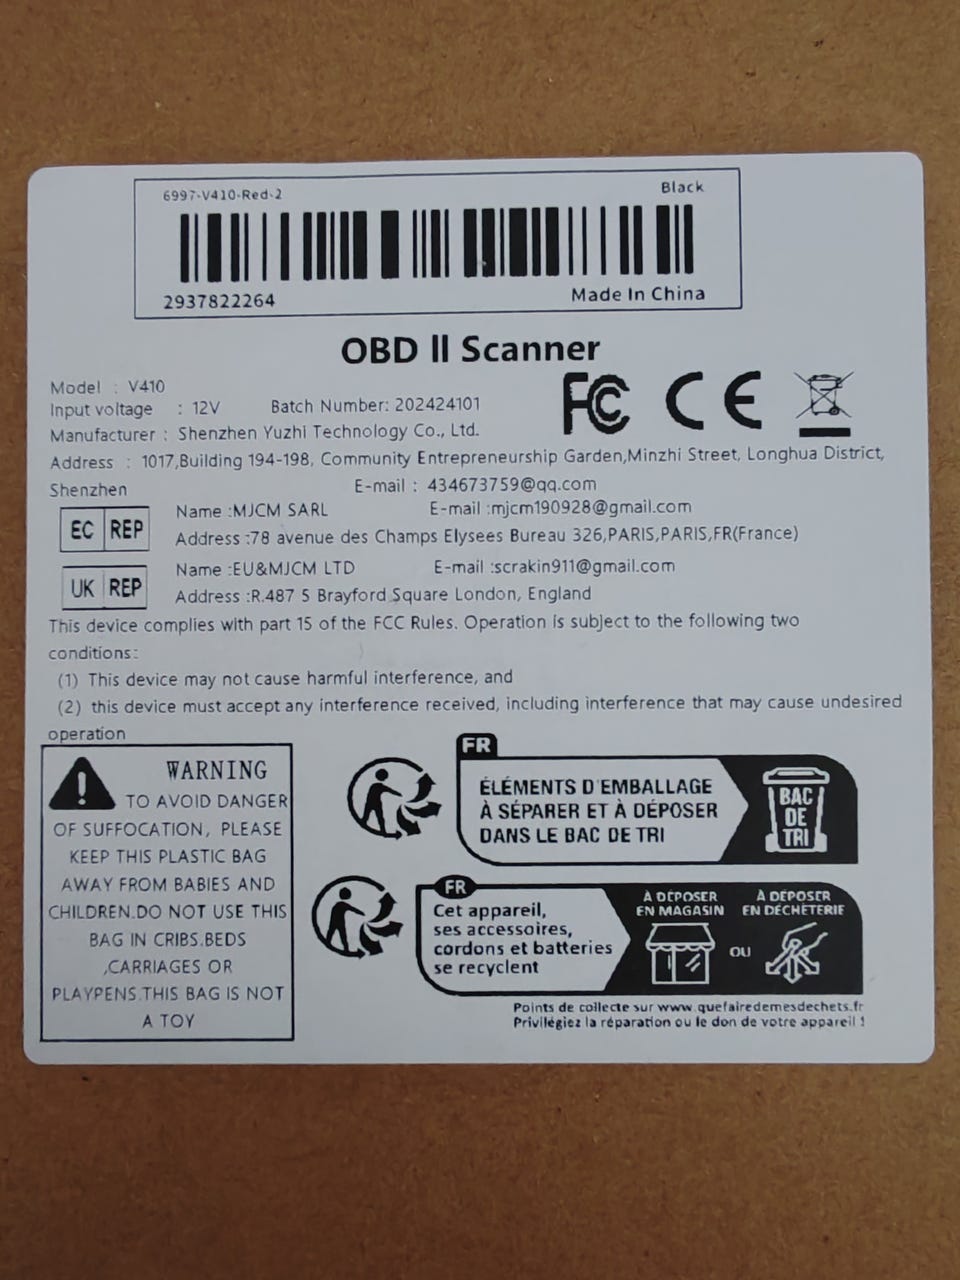 6997-V410-Red-2
Black
2937822264
Made In China
OBD II Scanner
Model : V410
Input voltage : 12V Batch Number: 202424101
Manufacturer : Shenzhen Yuzhi Technology Co., Ltd.
FC CE
Address : 1017,Building 194-198, Community Entrepreneurship Garden,Minzhi Street, Longhua District,
Shenzhen E-mail : 434673759@qq.com
EC REP
Name :MJCM SARL E-mail :mjcm190928@gmail.com
Address :78 avenue des Champs Elysees Bureau 326,PARIS,PARIS,FR(France)
UK REP
Name :EU&MJCM LTD E-mail :scrakin911@gmail.com
Address :R.487 5 Brayford Square London, England
This device complies with part 15 of the FCC Rules. Operation is subject to the following two
conditions:
(1) This device may not cause harmful interference, and
(2) this device must accept any interference received, including interference that may cause undesired
operation
WARNING
TO AVOID DANGER
OF SUFFOCATION, PLEASE
KEEP THIS PLASTIC BAG
AWAY FROM BABIES AND
CHILDREN.DO NOT USE THIS
BAG IN CRIBS.BEDS
,CARRIAGES OR
PLAYPENS.THIS BAG IS NOT
A TOY
FR
ÉLÉMENTS D'EMBALLAGE
À SÉPARER ET À DÉPOSER
DANS LE BAC DE TRI
BAC
DE
TRI
FR
Cet appareil,
ses accessoires,
cordons et batteries
se recyclent
À DÉPOSER
EN MAGASIN
OU
À DÉPOSER
EN DÉCHÈTERIE
Points de collecte sur www.quefairedemesdechets.fr
Privilégiez la réparation ou le don de votre appareil !